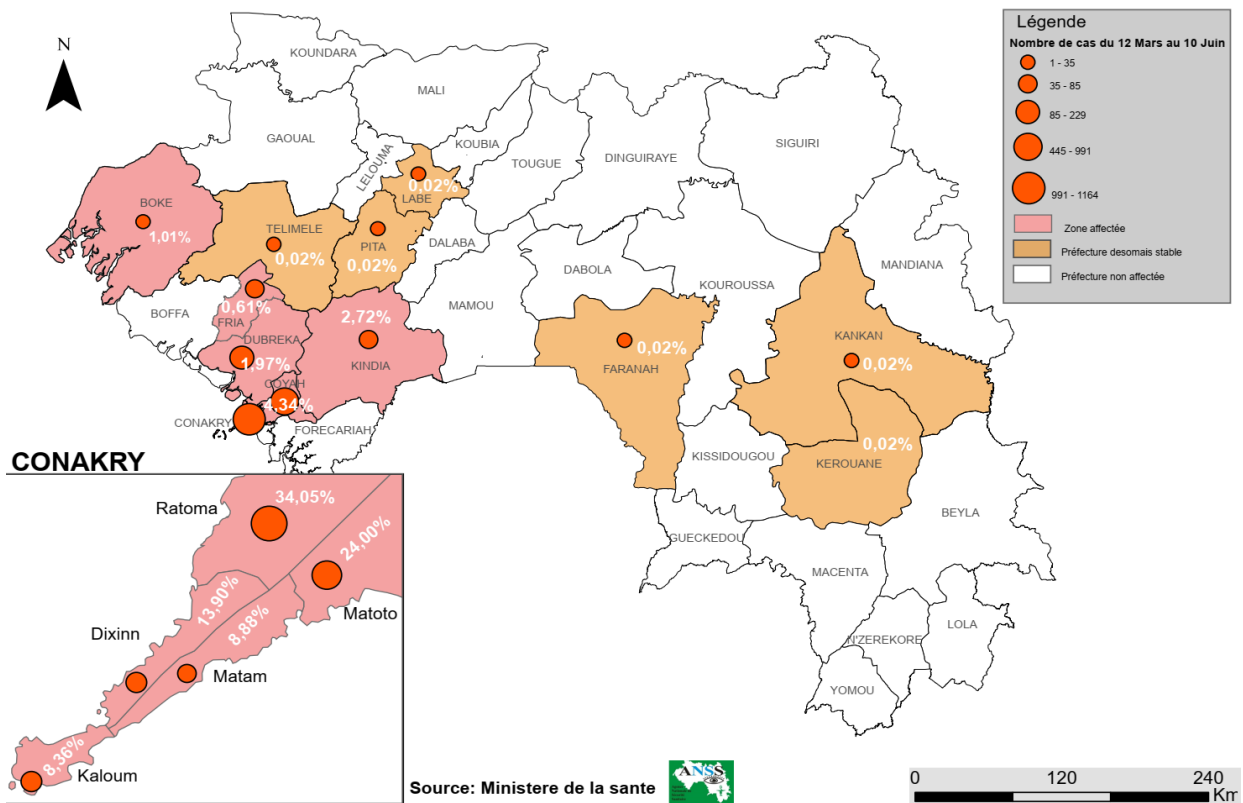 N
KOUNDARA
MALI
GAOUAL
KOUBIA
LELOUMA
TOUGUE
DINGUIRAYE
SIGUIRI
BOKE
1,01%
0,02%
LABE
TELIMELE
0,02%
PITA
0,02%
DALABA
DABOLA
MANDIANA
KOUROUSSA
BOFFA
0,61%
FRIA
MAMOU
DUBREKA
1,97%
2,72%
KINDIA
COYAH
4,34%
CONAKRY
FORECARIAH
0,02%
FARANAH
KANKAN
0,02%
0,02%
KEROUANE
KISSIDOUGOU
BEYLA
GUECKEDOU
MACENTA
N'ZEREKORE
LOLA
YOMOU
Légende
Nombre de cas du 12 Mars au 10 Juin
1 - 35
35 - 85
85 - 229
445 - 991
991 - 1164
Zone affectée
Préfecture desomais stable
Préfecture non affectée
CONAKRY
Ratoma
34,05%
24,00%
Matoto
13,90%
8,88%
Dixinn
Matam
8,36%
Kaloum
Source: Ministere de la sante
ANSS
0 120 240
Km